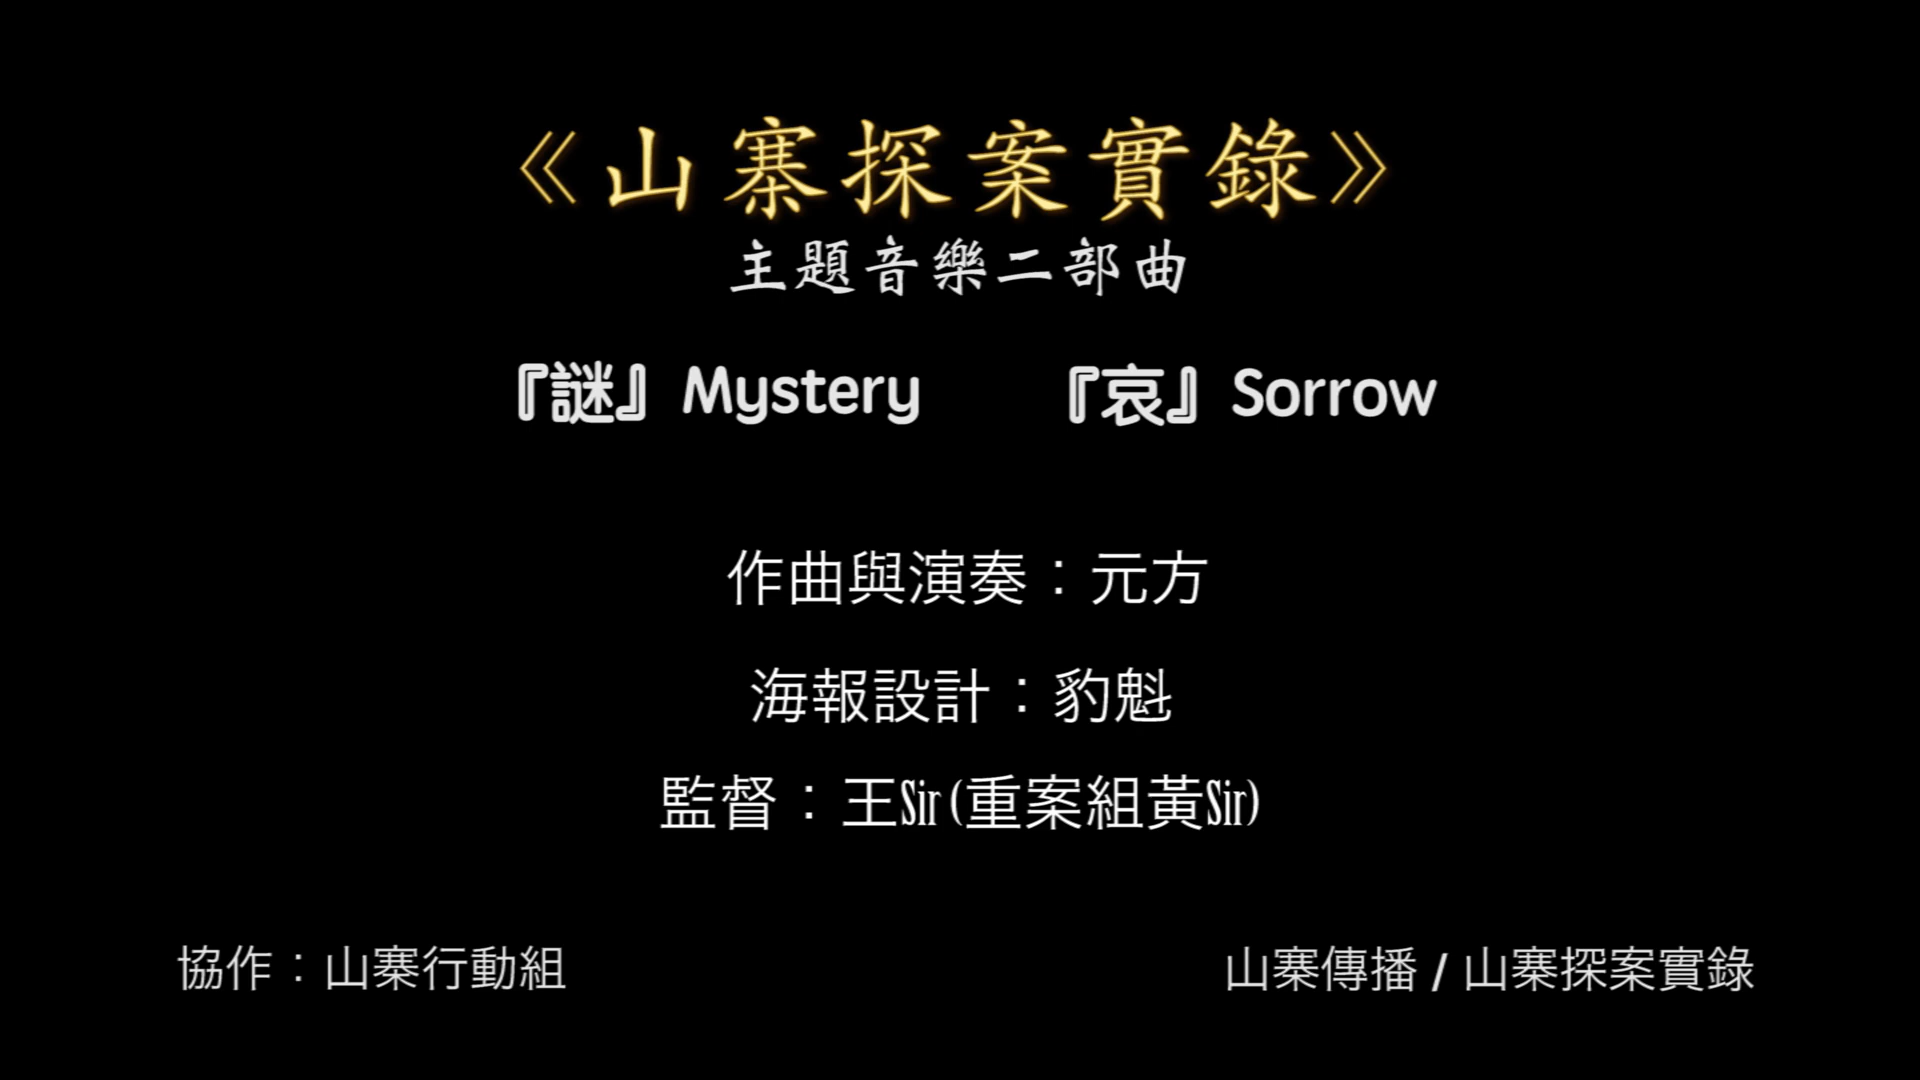 《山寨探案實錄》
主題音樂二部曲
『謎』Mystery 『哀』Sorrow
作曲與演奏：元方
海報設計：豹魁
監督：王Sir (重案組黃Sir)
協作：山寨行動組
山寨傳播 / 山寨探案實錄